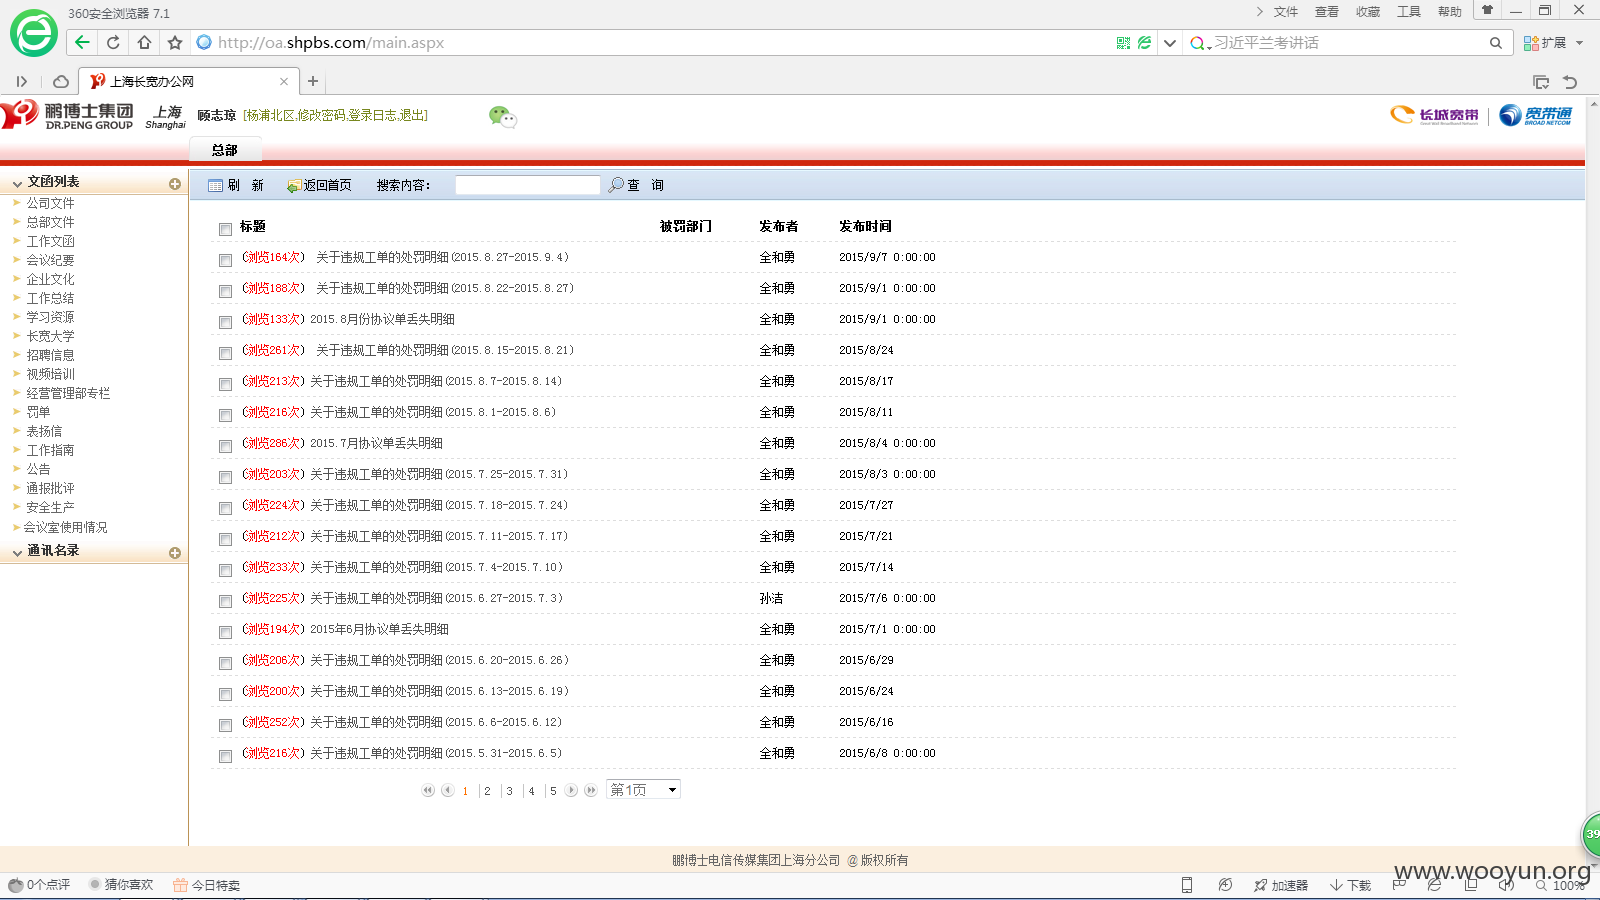 360安全浏览器 7.1
文件 查看 收藏 工具 帮助
http://oa.shpbs.com/main.aspx
习近平兰考讲话
扩展
上海长宽办公网
鹏博士集团
DR.PENG GROUP
上海
Shanghai
顾志琼 [杨浦北区,修改密码,登录日志,退出]
长城宽带
宽带通
BROAD NETCOM
总部
文函列表
公司文件
总部文件
工作文函
会议纪要
企业文化
工作总结
学习资源
长宽大学
招聘信息
视频培训
经营管理部专栏
罚单
表扬信
工作指南
公告
通报批评
安全生产
会议室使用情况
通讯名录
刷 新 返回首页 搜索内容: 查 询
标题 被罚部门 发布者 发布时间
(浏览164次) 关于违规工单的处罚明细(2015.8.27-2015.9.4) 全和勇 2015/9/7 0:00:00
(浏览188次) 关于违规工单的处罚明细(2015.8.22-2015.8.27) 全和勇 2015/9/1 0:00:00
(浏览133次) 2015.8月份协议单丢失明细 全和勇 2015/9/1 0:00:00
(浏览261次) 关于违规工单的处罚明细(2015.8.15-2015.8.21) 全和勇 2015/8/24
(浏览213次) 关于违规工单的处罚明细(2015.8.7-2015.8.14) 全和勇 2015/8/17
(浏览216次) 关于违规工单的处罚明细(2015.8.1-2015.8.6) 全和勇 2015/8/11
(浏览286次) 2015.7月协议单丢失明细 全和勇 2015/8/4 0:00:00
(浏览203次) 关于违规工单的处罚明细(2015.7.25-2015.7.31) 全和勇 2015/8/3 0:00:00
(浏览224次) 关于违规工单的处罚明细(2015.7.18-2015.7.24) 全和勇 2015/7/27
(浏览212次) 关于违规工单的处罚明细(2015.7.11-2015.7.17) 全和勇 2015/7/21
(浏览233次) 关于违规工单的处罚明细(2015.7.4-2015.7.10) 全和勇 2015/7/14
(浏览225次) 关于违规工单的处罚明细(2015.6.27-2015.7.3) 孙洁 2015/7/6 0:00:00
(浏览194次) 2015年6月协议单丢失明细 全和勇 2015/7/1 0:00:00
(浏览206次) 关于违规工单的处罚明细(2015.6.20-2015.6.26) 全和勇 2015/6/29
(浏览200次) 关于违规工单的处罚明细(2015.6.13-2015.6.19) 全和勇 2015/6/24
(浏览252次) 关于违规工单的处罚明细(2015.6.6-2015.6.12) 全和勇 2015/6/16
(浏览216次) 关于违规工单的处罚明细(2015.5.31-2015.6.5) 全和勇 2015/6/8 0:00:00
1 2 3 4 5 第1页
39
鹏博士电信传媒集团上海分公司 @ 版权所有
www.wooyun.org
0个点评 猜你喜欢 今日特卖 加速器 下载 100%